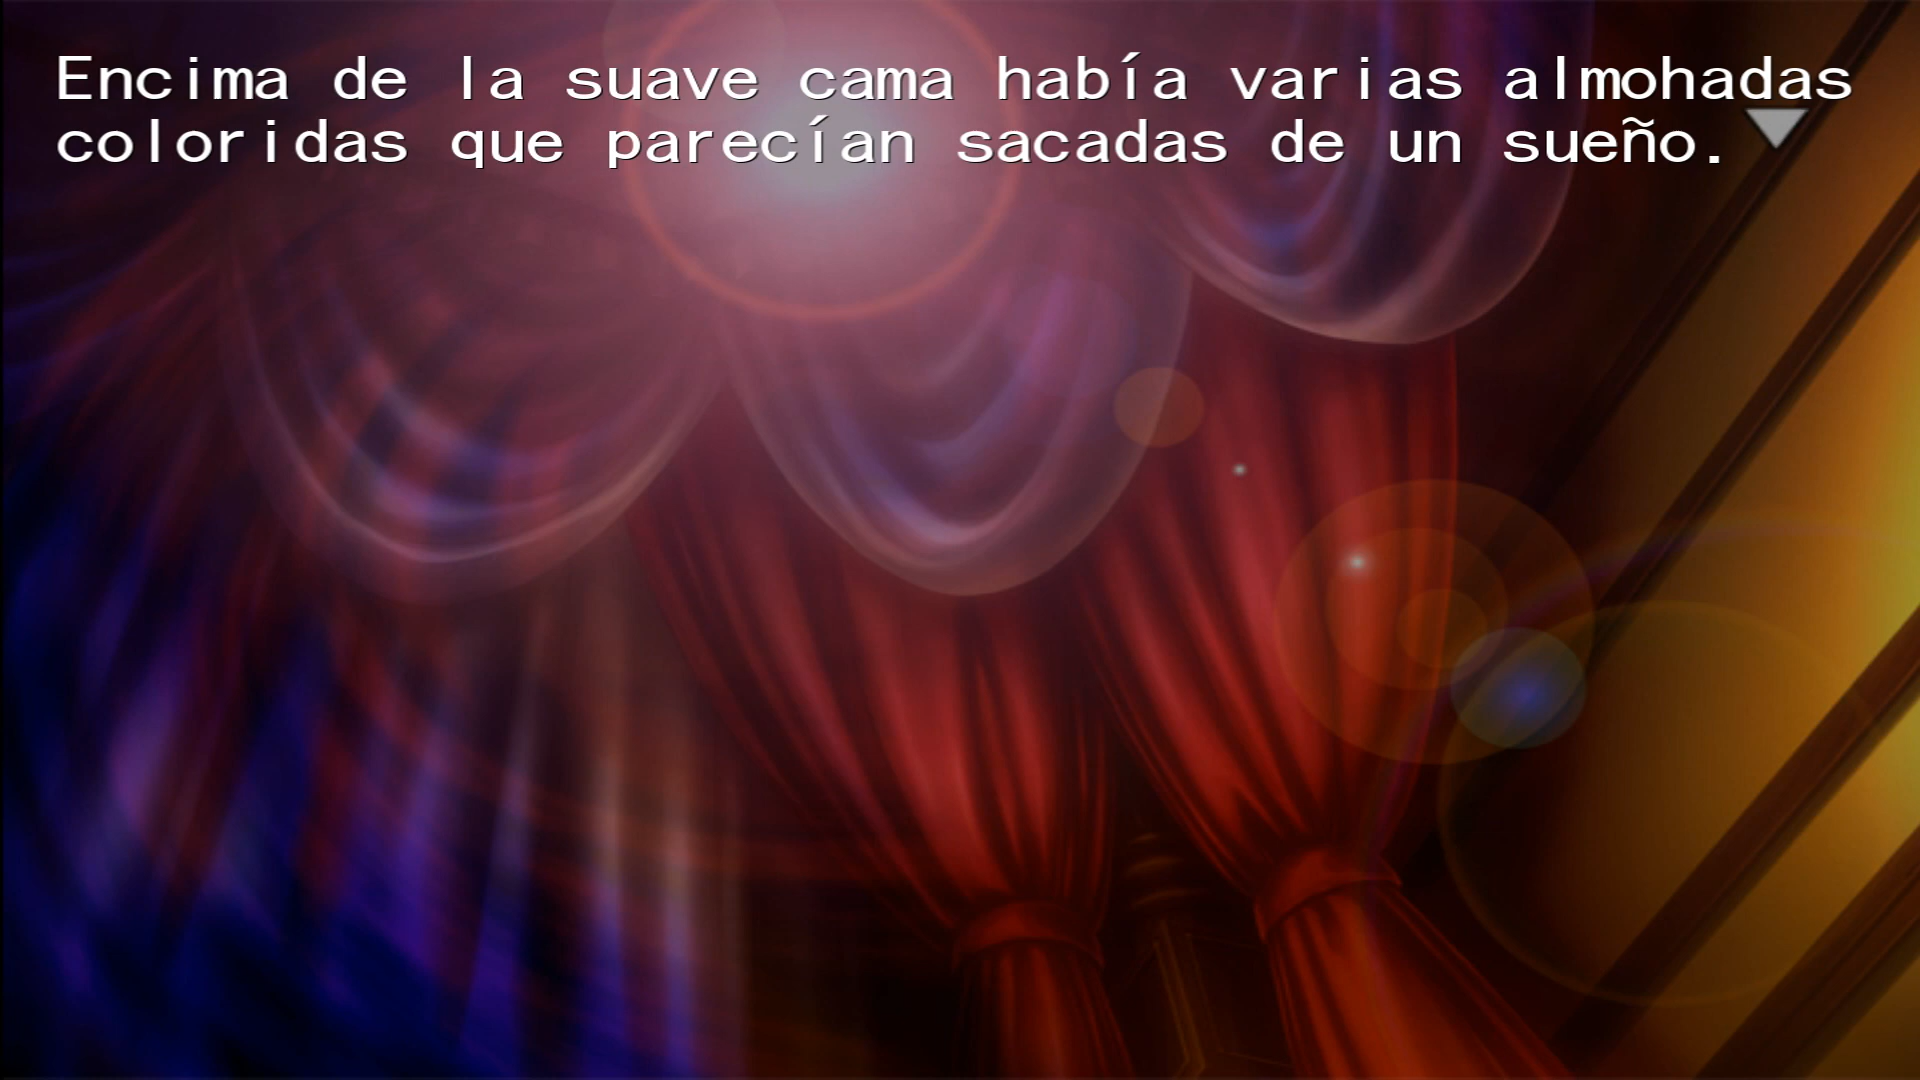 Encima de la suave cama había varias almohadas
coloridas que parecían sacadas de un sueño.